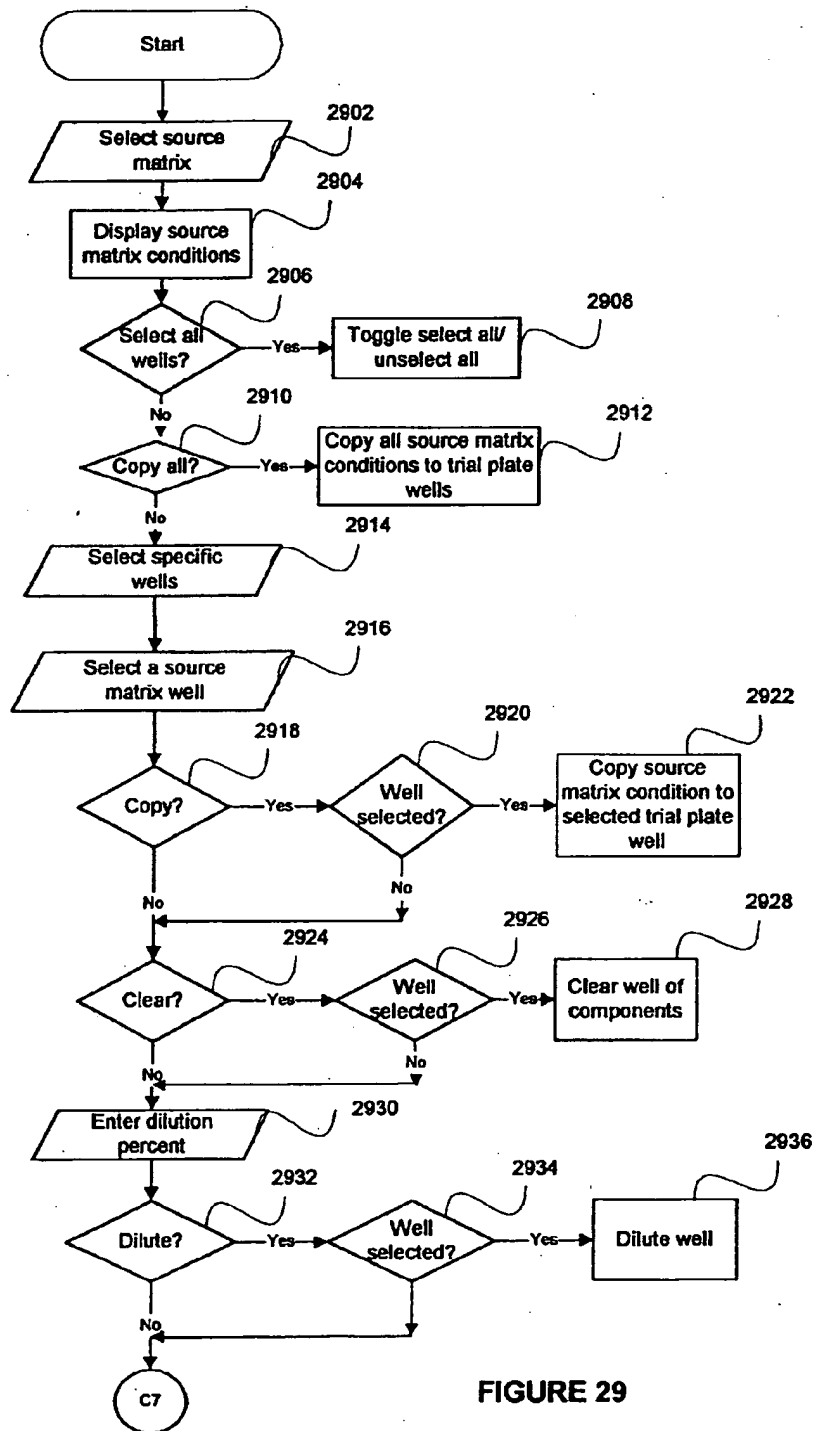 Start
2902
Select source
matrix
2904
Display source
matrix conditions
2906
Select all
wells?
Yes
2908
Toggle select all/
unselect all
No
2910
Copy all?
Yes
2912
Copy all source matrix
conditions to trial plate
wells
No
2914
Select specific
wells
2916
Select a source
matrix well
2918
Copy?
Yes
2920
Well
selected?
Yes
2922
Copy source
matrix condition to
selected trial plate
well
No
No
2924
Clear?
Yes
2926
Well
selected?
Yes
2928
Clear well of
components
No
No
2930
Enter dilution
percent
2932
Dilute?
Yes
2934
Well
selected?
Yes
2936
Dilute well
No
C7
FIGURE 29